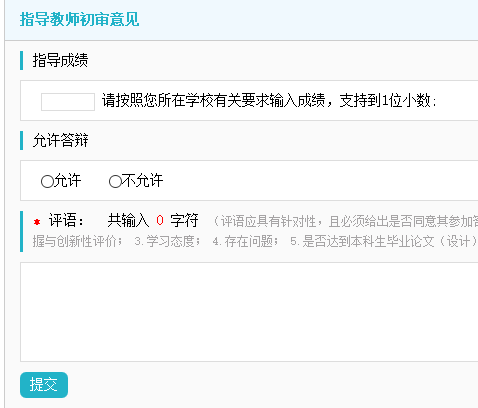 指导教师初审意见
指导成绩
请按照您所在学校有关要求输入成绩，支持到1位小数；
允许答辩
允许 不允许
* 评语： 共输入 0 字符 （评语应具有针对性，且必须给出是否同意其参加答
握与创新性评价； 3.学习态度； 4.存在问题； 5.是否达到本科生毕业论文（设计）
提交